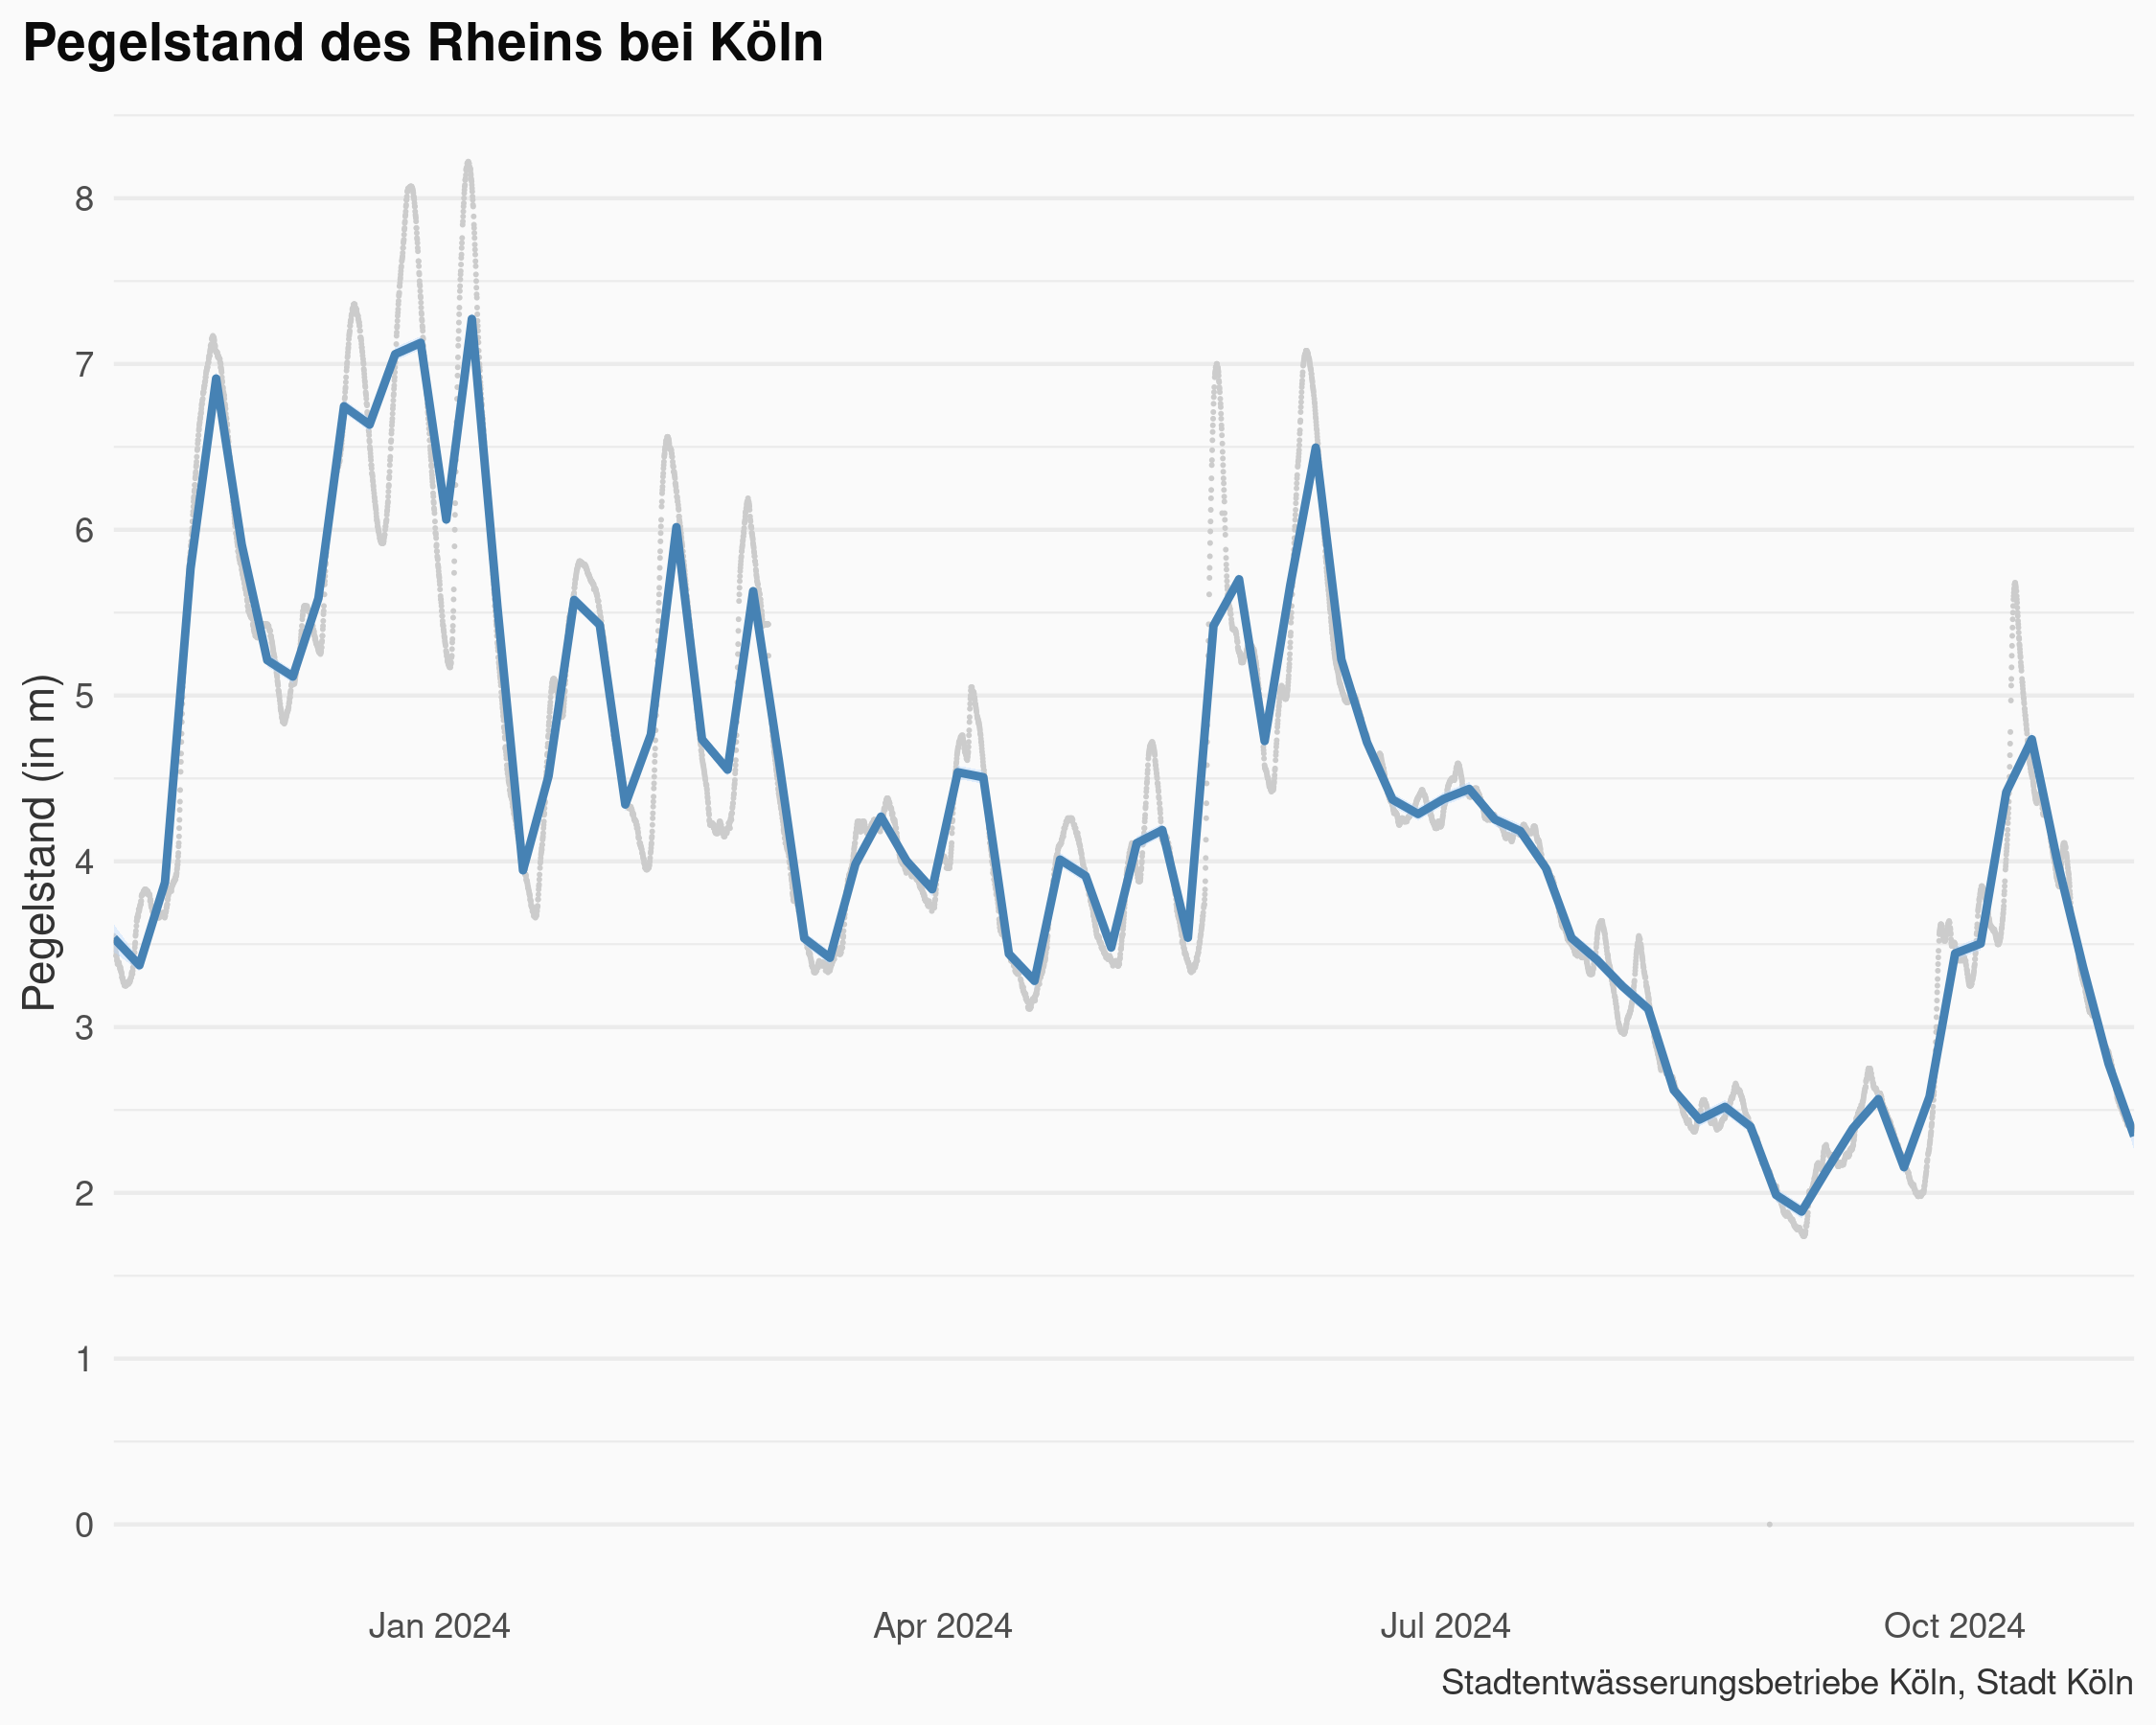 Pegelstand des Rheins bei Köln
Pegelstand (in m)
8
7
6
5
4
3
2
1
0
Jan 2024 Apr 2024 Jul 2024 Oct 2024
Stadtentwässerungsbetriebe Köln, Stadt Köln